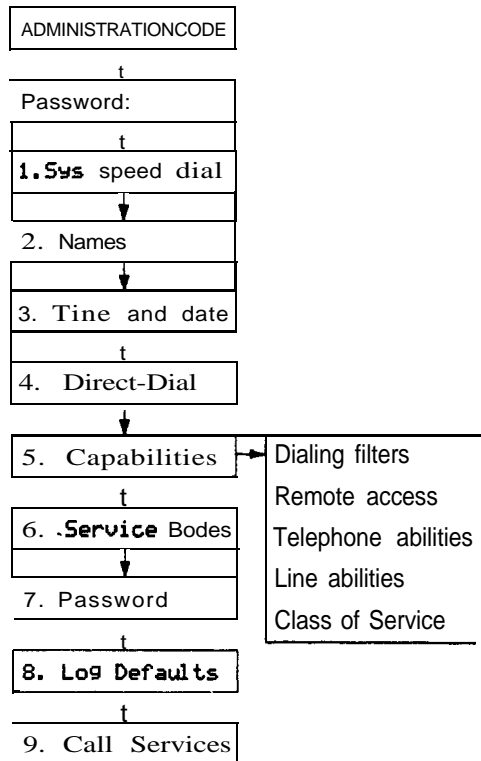 ADMINISTRATIONCODE
t
Password:
t
1.Sys speed dial
2. Names
3. Tine and date
t
4. Direct-Dial
5. Capabilities
Dialing filters
Remote access
Telephone abilities
Line abilities
Class of Service
t
6. .Service Bodes
7. Password
t
8. Log Defaults
t
9. Call Services